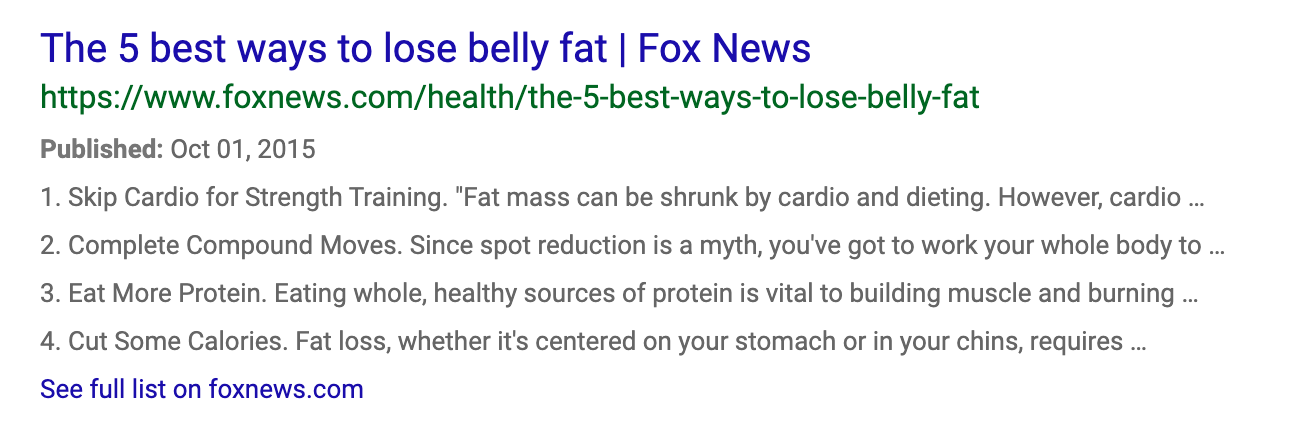 The 5 best ways to lose belly fat | Fox News
https://www.foxnews.com/health/the-5-best-ways-to-lose-belly-fat
Published: Oct 01, 2015
1. Skip Cardio for Strength Training. "Fat mass can be shrunk by cardio and dieting. However, cardio ...
2. Complete Compound Moves. Since spot reduction is a myth, you've got to work your whole body to ...
3. Eat More Protein. Eating whole, healthy sources of protein is vital to building muscle and burning ...
4. Cut Some Calories. Fat loss, whether it's centered on your stomach or in your chins, requires ...
See full list on foxnews.com